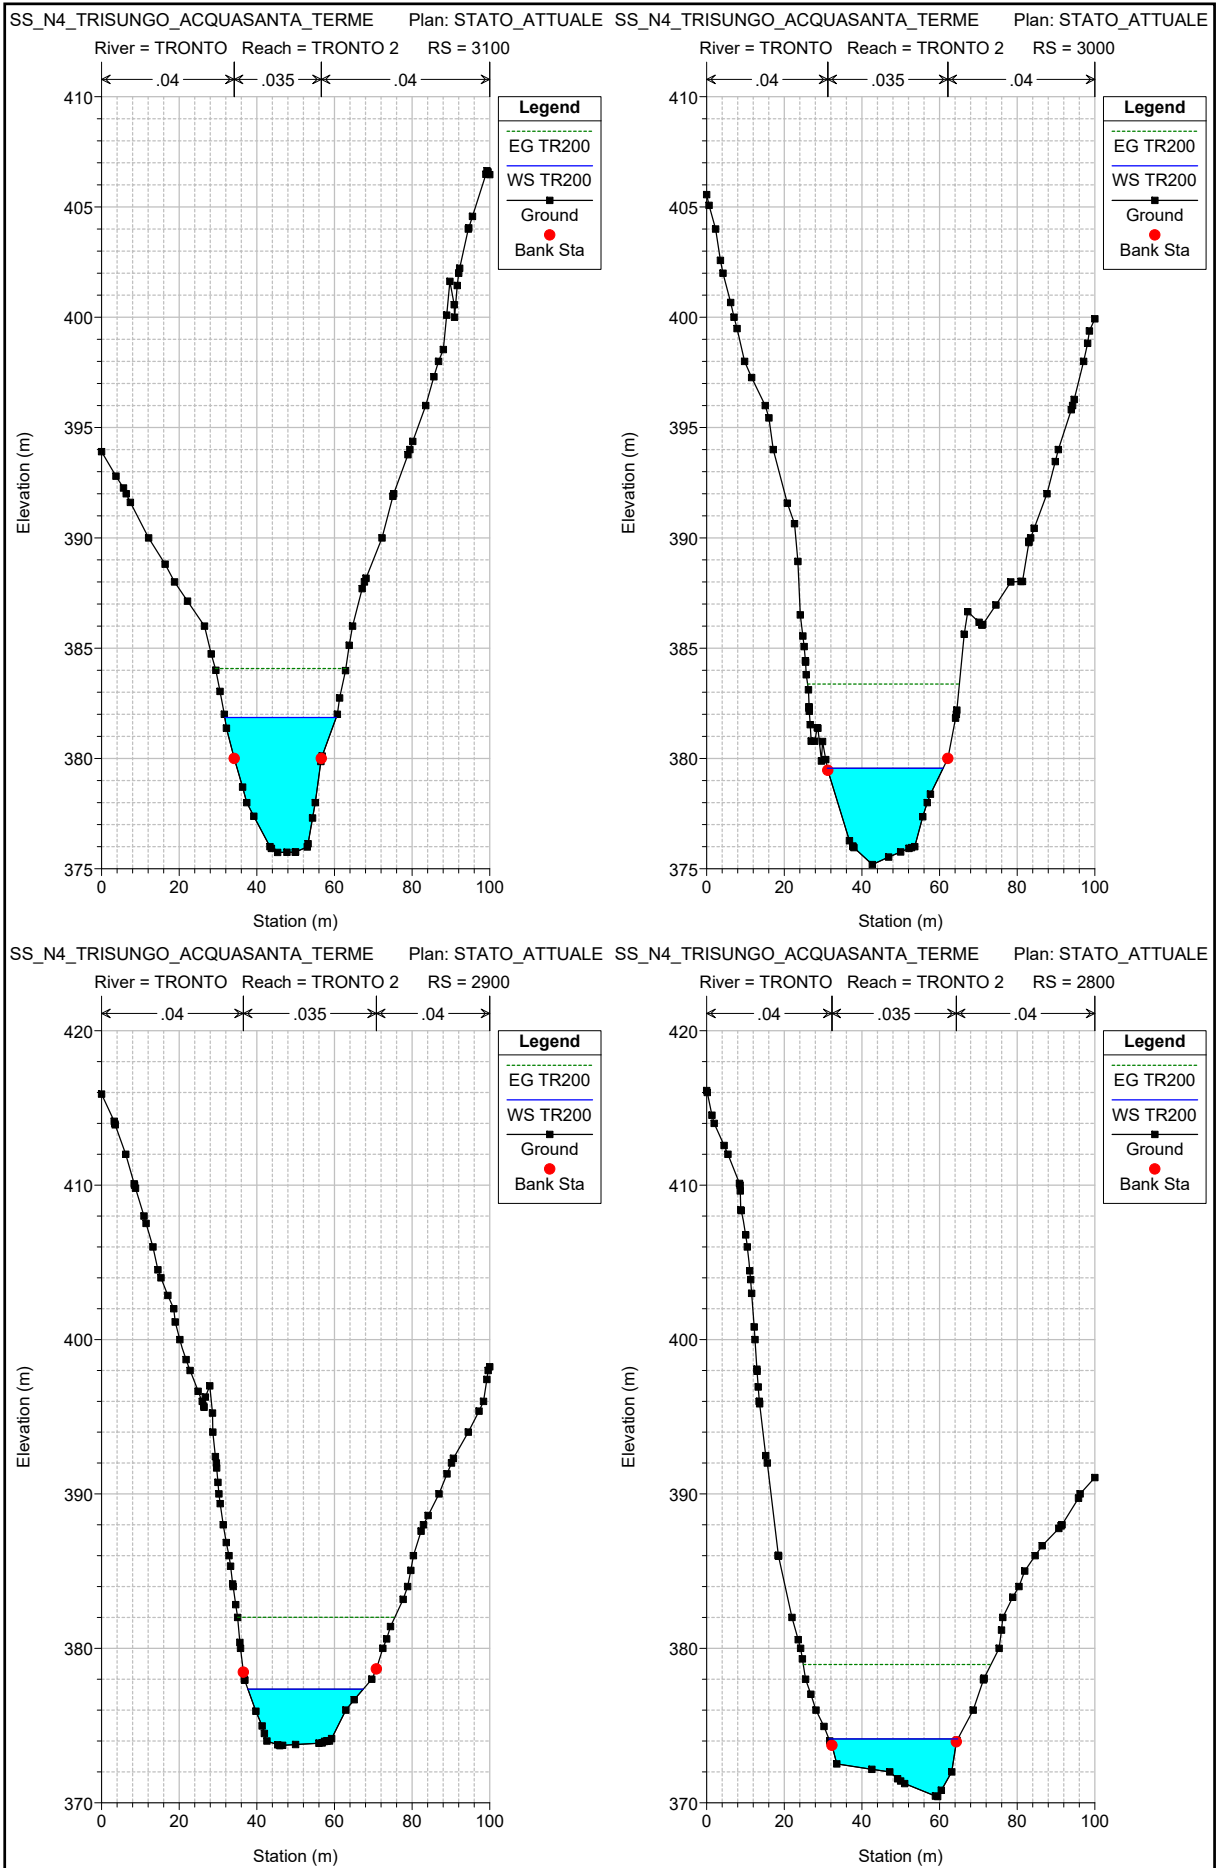 SS_N4_TRISUNGO_ACQUASANTA_TERME Plan: STATO_ATTUALE
River = TRONTO Reach = TRONTO 2 RS = 3100
.04 .035 .04
410
405
400
395
390
385
380
375
Elevation (m)
0 20 40 60 80 100
Station (m)
Legend
EG TR200
WS TR200
Ground
Bank Sta
SS_N4_TRISUNGO_ACQUASANTA_TERME Plan: STATO_ATTUALE
River = TRONTO Reach = TRONTO 2 RS = 3000
.04 .035 .04
410
405
400
395
390
385
380
375
Elevation (m)
0 20 40 60 80 100
Station (m)
Legend
EG TR200
WS TR200
Ground
Bank Sta
SS_N4_TRISUNGO_ACQUASANTA_TERME Plan: STATO_ATTUALE
River = TRONTO Reach = TRONTO 2 RS = 2900
.04 .035 .04
420
410
400
390
380
370
Elevation (m)
0 20 40 60 80 100
Station (m)
Legend
EG TR200
WS TR200
Ground
Bank Sta
SS_N4_TRISUNGO_ACQUASANTA_TERME Plan: STATO_ATTUALE
River = TRONTO Reach = TRONTO 2 RS = 2800
.04 .035 .04
420
410
400
390
380
370
Elevation (m)
0 20 40 60 80 100
Station (m)
Legend
EG TR200
WS TR200
Ground
Bank Sta